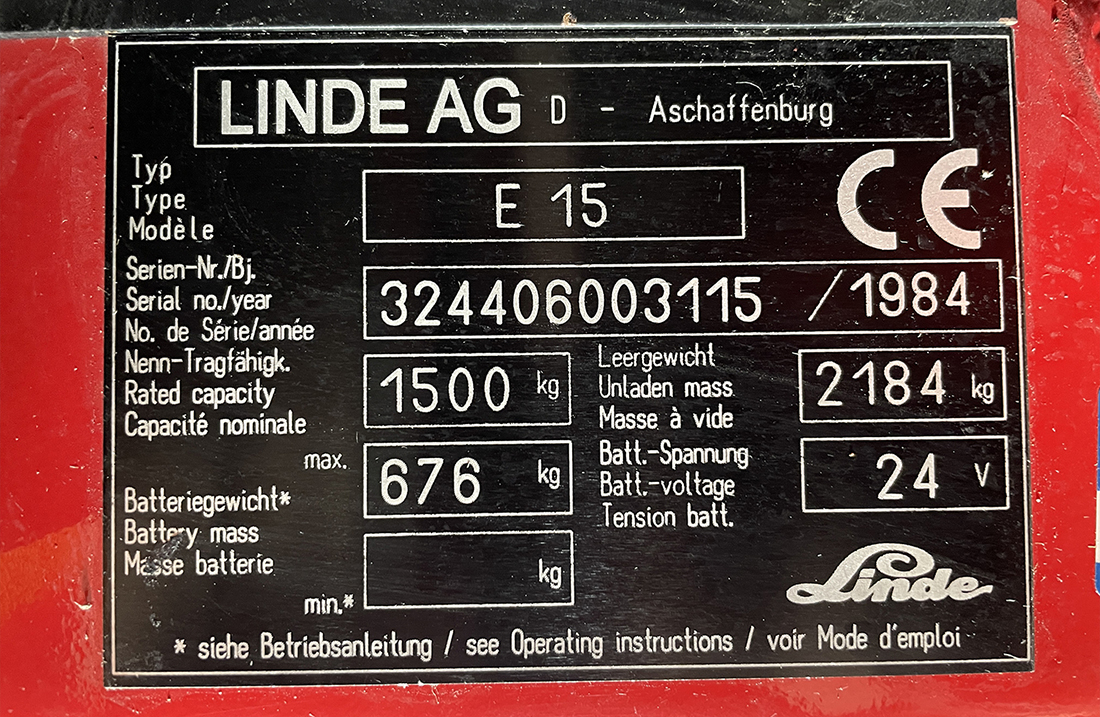 LINDE AG D - Aschaffenburg
Typ
Type
Modèle
E 15
CE
Serien-Nr./Bj.
Serial no./year
No. de Série/année
324406003115 / 1984
Nenn-Tragfähigk.
Rated capacity
Capacité nominale
1500 kg
Leergewicht
Unladen mass
Masse à vide
2184 kg
Batteriegewicht*
Battery mass
Masse batterie
max.
676 kg
min.*
kg
Batt.-Spannung
Batt.-voltage
Tension batt.
24 V
Linde
* siehe Betriebsanleitung / see Operating instructions / voir Mode d'emploi